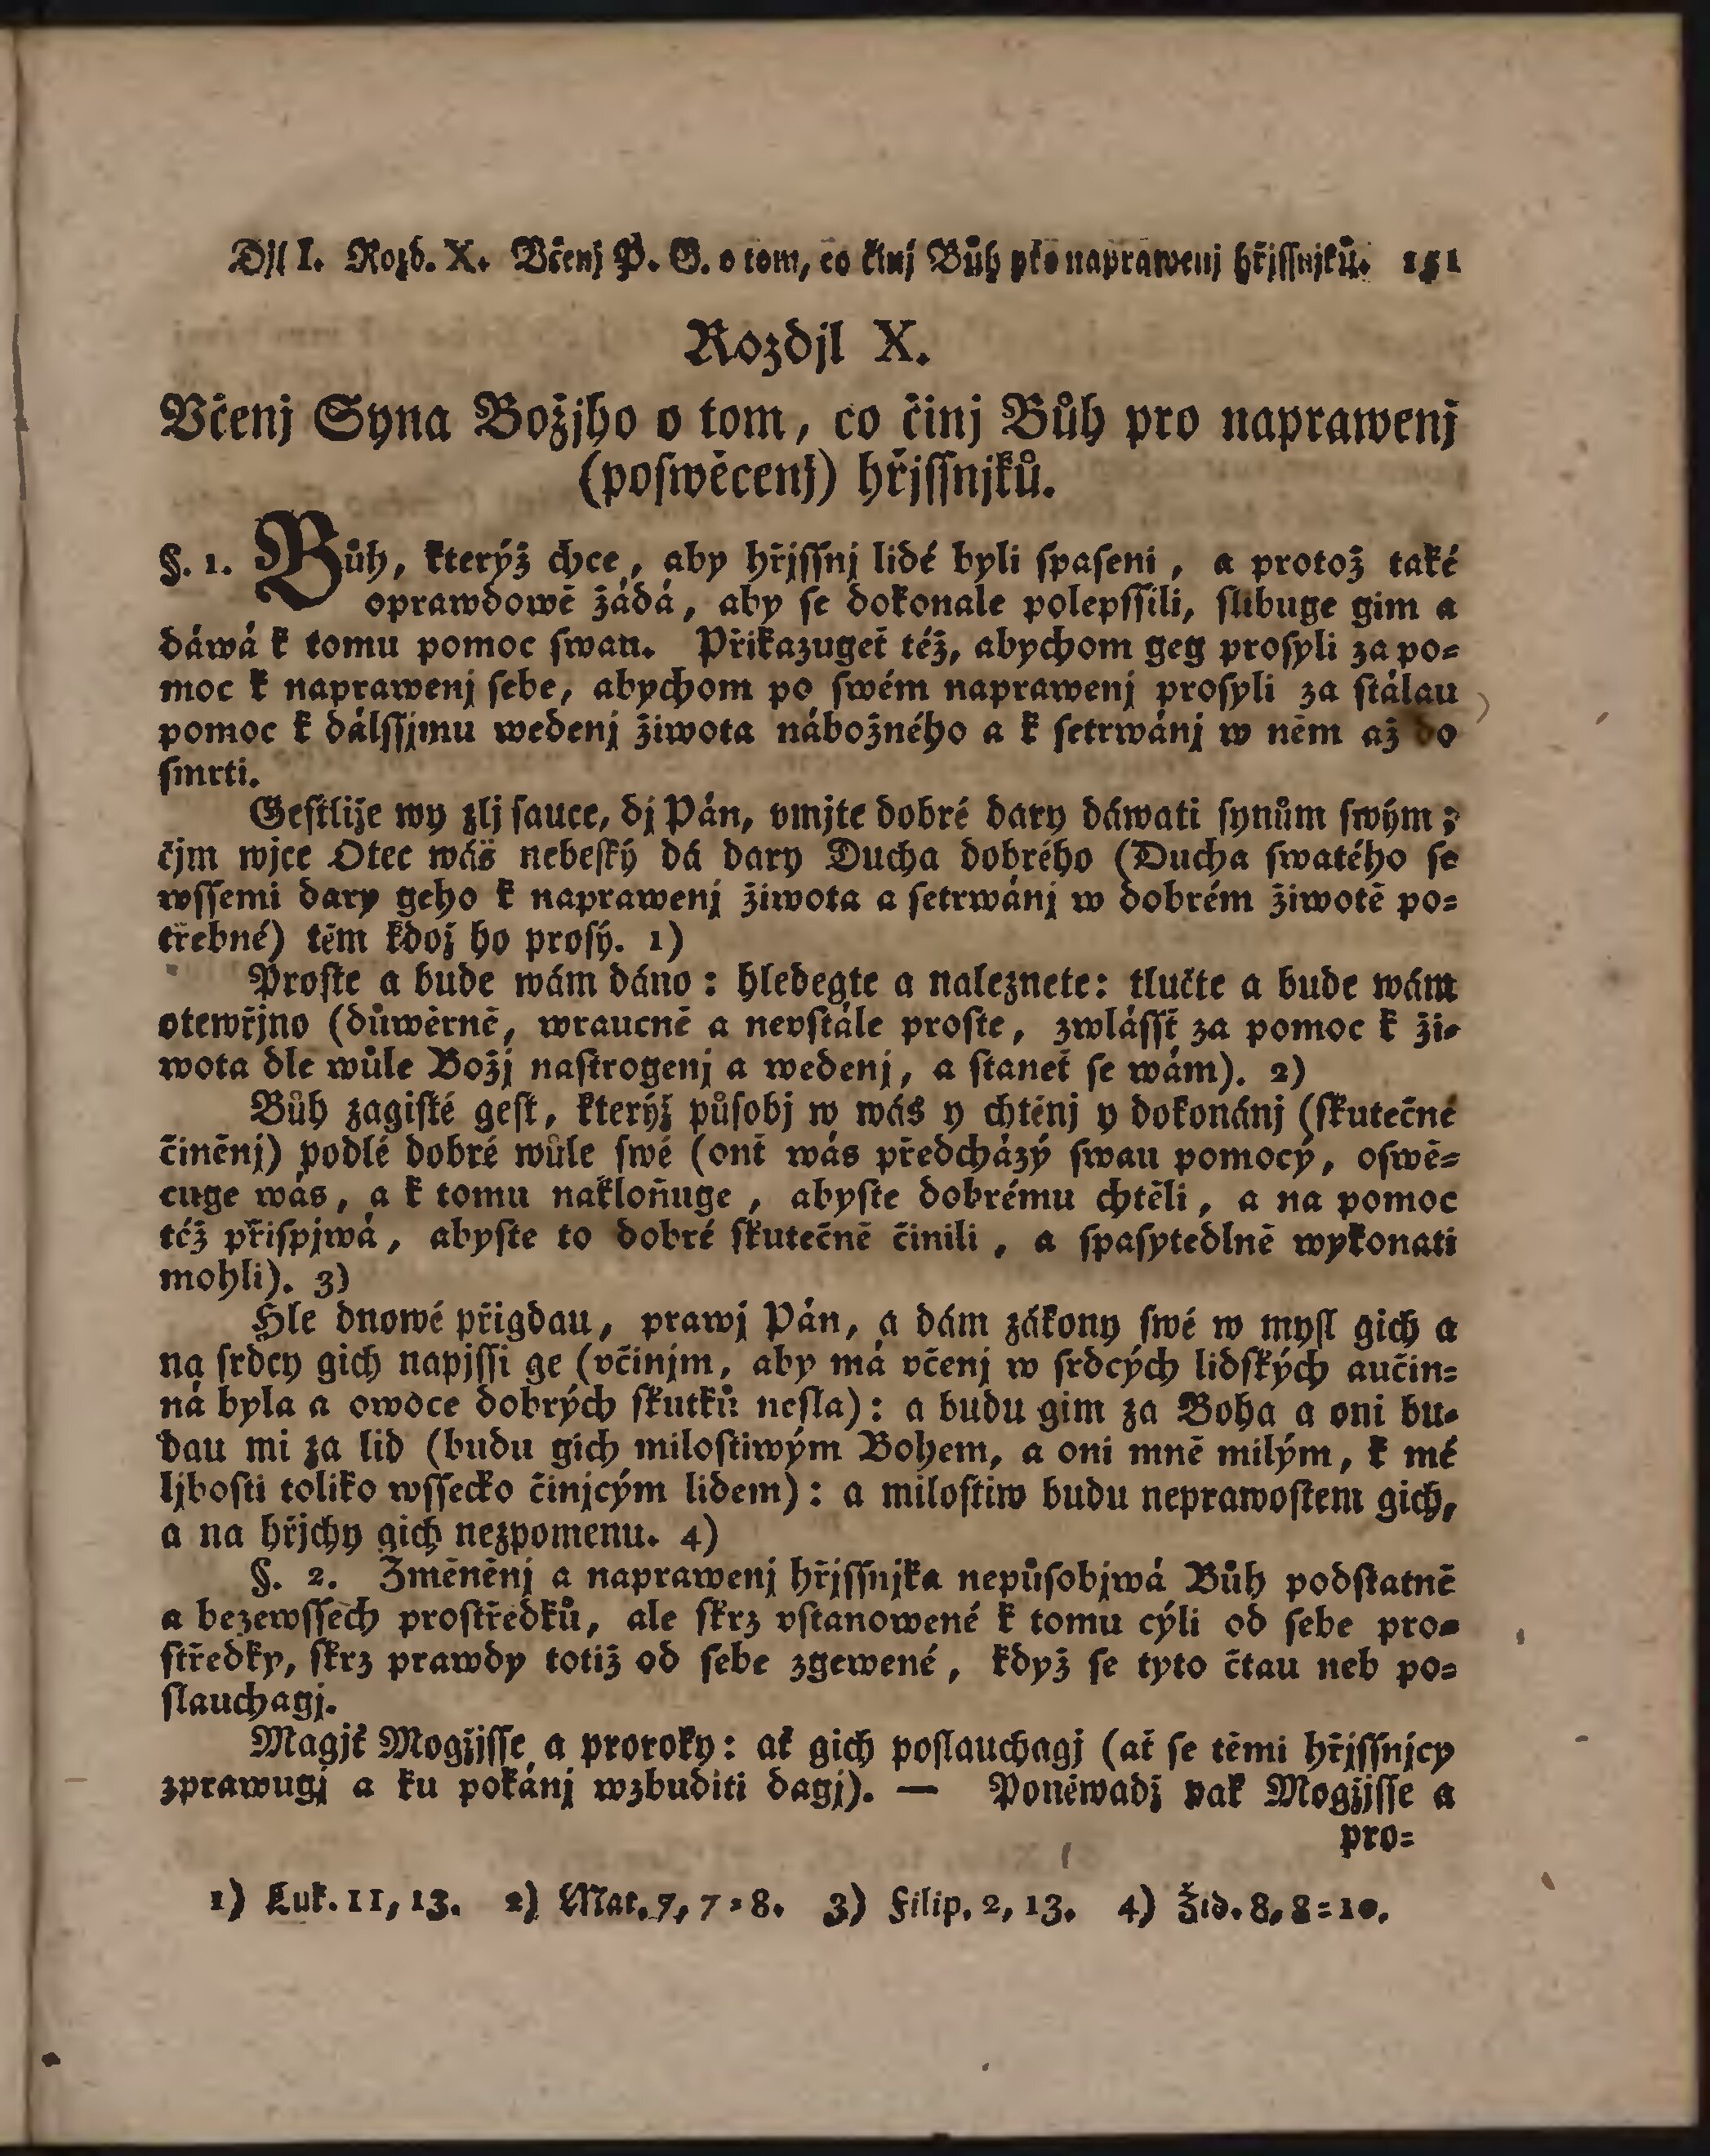 Djl I. Rozd. X. Včenj P. G. o tom, co činj Bůh pro naprawenj hřjſſnjků. 151
Rozdjl X.
Včenj Syna Božjho o tom, co činj Bůh pro naprawenj
(poſwěcenj) hřjſſnjků.
§. 1. Bůh, kterýž chce, aby hřjſſnj lidé byli ſpaſeni, a protož také
oprawdowě žádá, aby ſe dokonale polepſſili, ſlibuge gim a
dáwá k tomu pomoc ſwau. Přikazugeť též, abychom geg proſyli za po=
moc k naprawenj ſebe, abychom po ſwém naprawenj proſyli za ſtálau
pomoc k dálſſjmu wedenj žiwota nábožného a k ſetrwánj w něm až do
ſmrti.
Geſtliže wy zlj ſauce, dj Pán, vmjte dobré dary dáwati ſynům ſwým;
čjm wjce Otec wáš nebeſký dá dary Ducha dobrého (Ducha ſwatého ſe
wſſemi dary geho k naprawenj žiwota a ſetrwánj w dobrém žiwotě po=
třebné) těm kdož ho proſý. 1)
Proſte a bude wám dáno: hledegte a naleznete: tlučte a bude wám
otewřjno (důwěrně, wraucně a nevſtále proſte, zwláſſť za pomoc k ži=
wota dle wůle Božj naſtrogenj a wedenj, a ſtaneť ſe wám). 2)
Bůh zagiſté geſt, kterýž půſobj w wás y chtěnj y dokonánj (ſkutečné
činěnj) podlé dobré wůle ſwé (onť wás předcházý ſwau pomocý, oſwě=
cuge wás, a k tomu nakloňuge, abyſte dobrému chtěli, a na pomoc
též přiſpjwá, abyſte to dobré ſkutečně činili, a ſpaſytedlně wykonati
mohli). 3)
Hle dnowé přigdau, prawj Pán, a dám zákony ſwé w myſl gich a
na ſrdcy gich napjſſi ge (včinjm, aby má včenj w ſrdcých lidſkých aučin=
ná byla a owoce dobrých ſkutků neſla): a budu gim za Boha a oni bu=
dau mi za lid (budu gich miloſtiwým Bohem, a oni mně milým, k mé
ljboſti toliko wſſecko činjcým lidem): a miloſtiw budu neprawoſtem gich,
a na hřjchy gich nezpomenu. 4)
§. 2. Změněnj a naprawenj hřjſſnjka nepůſobjwá Bůh podſtatně
a bezewſſech proſtředků, ale ſkrz vſtanowené k tomu cýli od ſebe pro=
ſtředky, ſkrz prawdy totiž od ſebe zgewené, když ſe tyto čtau neb po=
ſlauchagj.
Magjť Mogžjſſe a proroky: ať gich poſlauchagj (ať ſe těmi hřjſſnjcy
zprawugj a ku pokánj wzbuditi dagj). — Poněwadž pak Mogžjſſe a
pro=
1) Luk. 11, 13. 2) Mat. 7, 7=8. 3) Filip. 2, 13. 4) Žid. 8, 8=10.